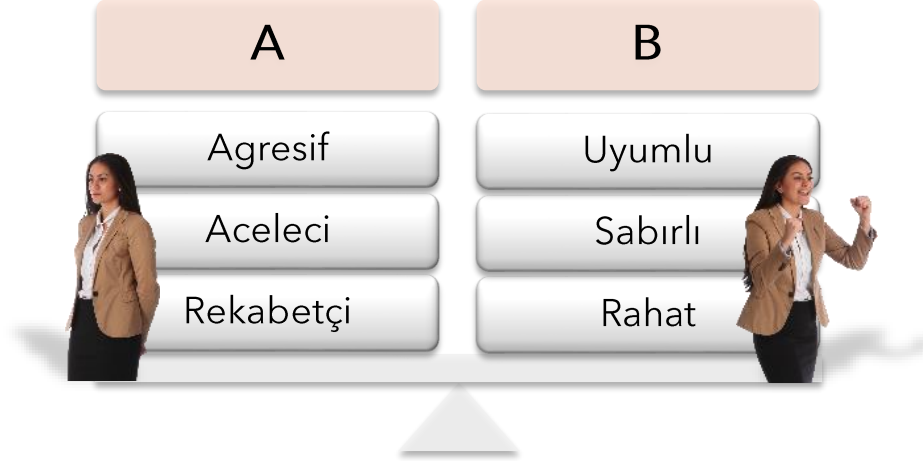 A
B
Agresif
Uyumlu
Aceleci
Sabırlı
Rekabetçi
Rahat